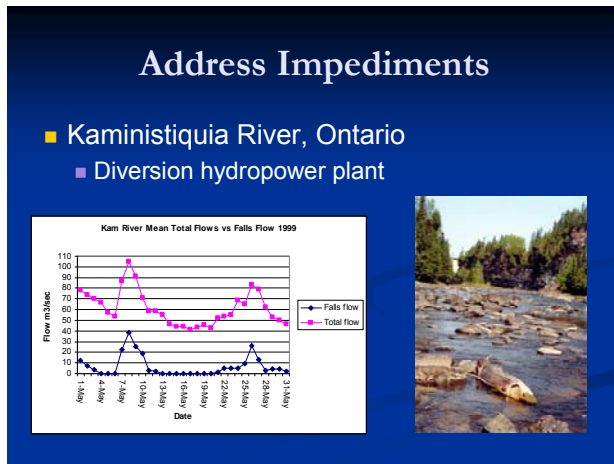 Address Impediments
Kaministiquia River, Ontario
Diversion hydropower plant
Kam River Mean Total Flows vs Falls Flow 1999
Flow m3/sec
110
100
90
80
70
60
50
40
30
20
10
0
1-May
4-May
7-May
10-May
13-May
16-May
19-May
22-May
25-May
28-May
31-May
Date
Falls flow
Total flow